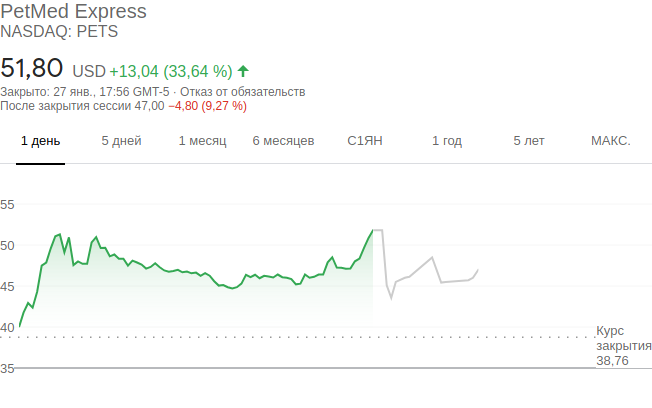 PetMed Express
NASDAQ: PETS
51,80 USD +13,04 (33,64 %)
Закрыто: 27 янв., 17:56 GMT-5 · Отказ от обязательств
После закрытия сессии 47,00 −4,80 (9,27 %)
1 день 5 дней 1 месяц 6 месяцев С1ЯН 1 год 5 лет МАКС.
55
50
45
40
Курс
закрытия
38,76
35